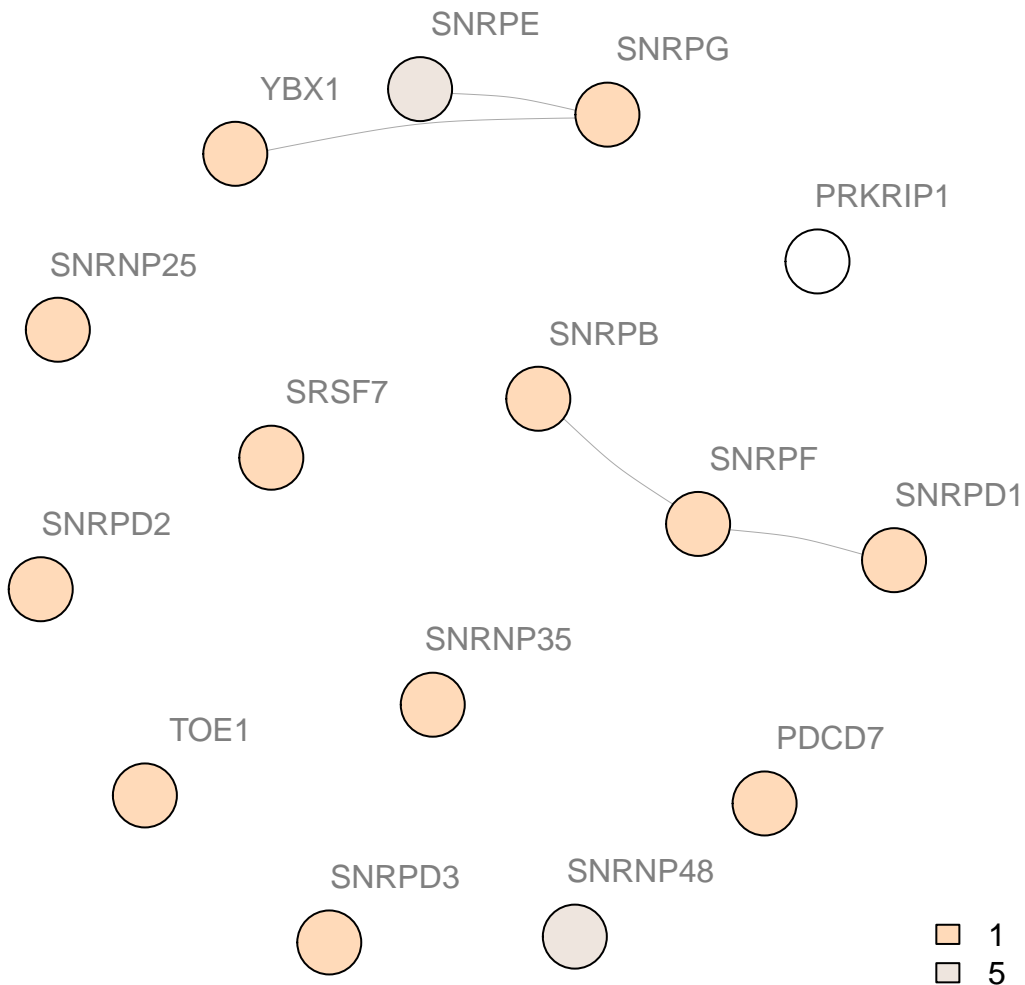 SNRPE
SNRPG
YBX1
PRKRIP1
SNRNP25
SNRPB
SRSF7
SNRPF
SNRPD1
SNRPD2
SNRNP35
TOE1
PDCD7
SNRPD3
SNRNP48
1
5